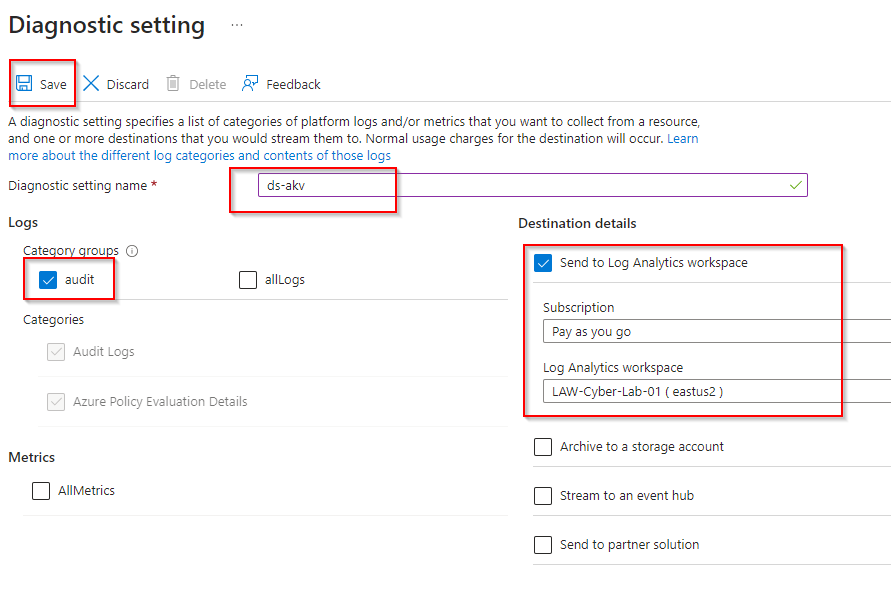 Diagnostic setting ...
Save Discard Delete Feedback
A diagnostic setting specifies a list of categories of platform logs and/or metrics that you want to collect from a resource,
and one or more destinations that you would stream them to. Normal usage charges for the destination will occur. Learn
more about the different log categories and contents of those logs
Diagnostic setting name * ds-akv
Logs
Category groups
audit allLogs
Categories
Audit Logs
Azure Policy Evaluation Details
Metrics
AllMetrics
Destination details
Send to Log Analytics workspace
Subscription
Pay as you go
Log Analytics workspace
LAW-Cyber-Lab-01 ( eastus2 )
Archive to a storage account
Stream to an event hub
Send to partner solution